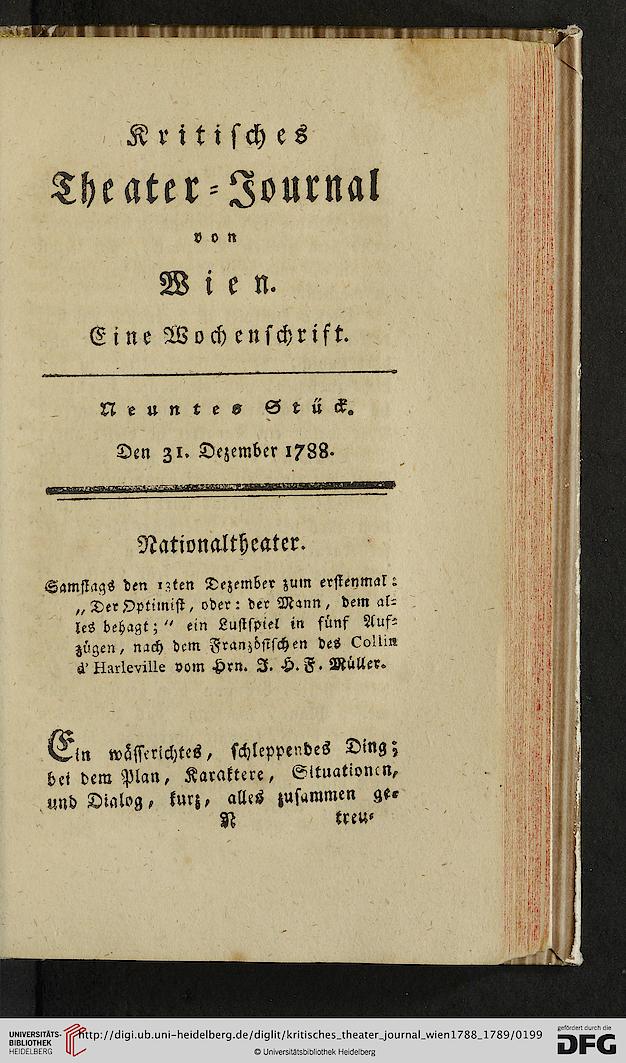 Kritiſches
Theater-Journal
von
Wien.
Eine Wochenſchrift.
Neuntes Stück.
Den 31. Dezember 1788.
Nationaltheater.
Samſtags den 13ten Dezember zum erſtenmal:
„Der Optimiſt, oder: der Mann, dem al-
les behagt;“ ein Luſtſpiel in fünf Auf-
zügen, nach dem Franzöſiſchen des Collin
d'Harleville vom Hrn. J. H. F. Müller.
Ein wäſſerichtes, ſchleppendes Ding;
bei dem Plan, Karaktere, Situationen,
und Dialog, kurz, alles zuſammen ge-
N treu-
UNIVERSITÄTS-
BIBLIOTHEK
HEIDELBERG
http://digi.ub.uni-heidelberg.de/diglit/kritisches_theater_journal_wien1788_1789/0199
© Universitätsbibliothek Heidelberg
gefördert durch die
DFG